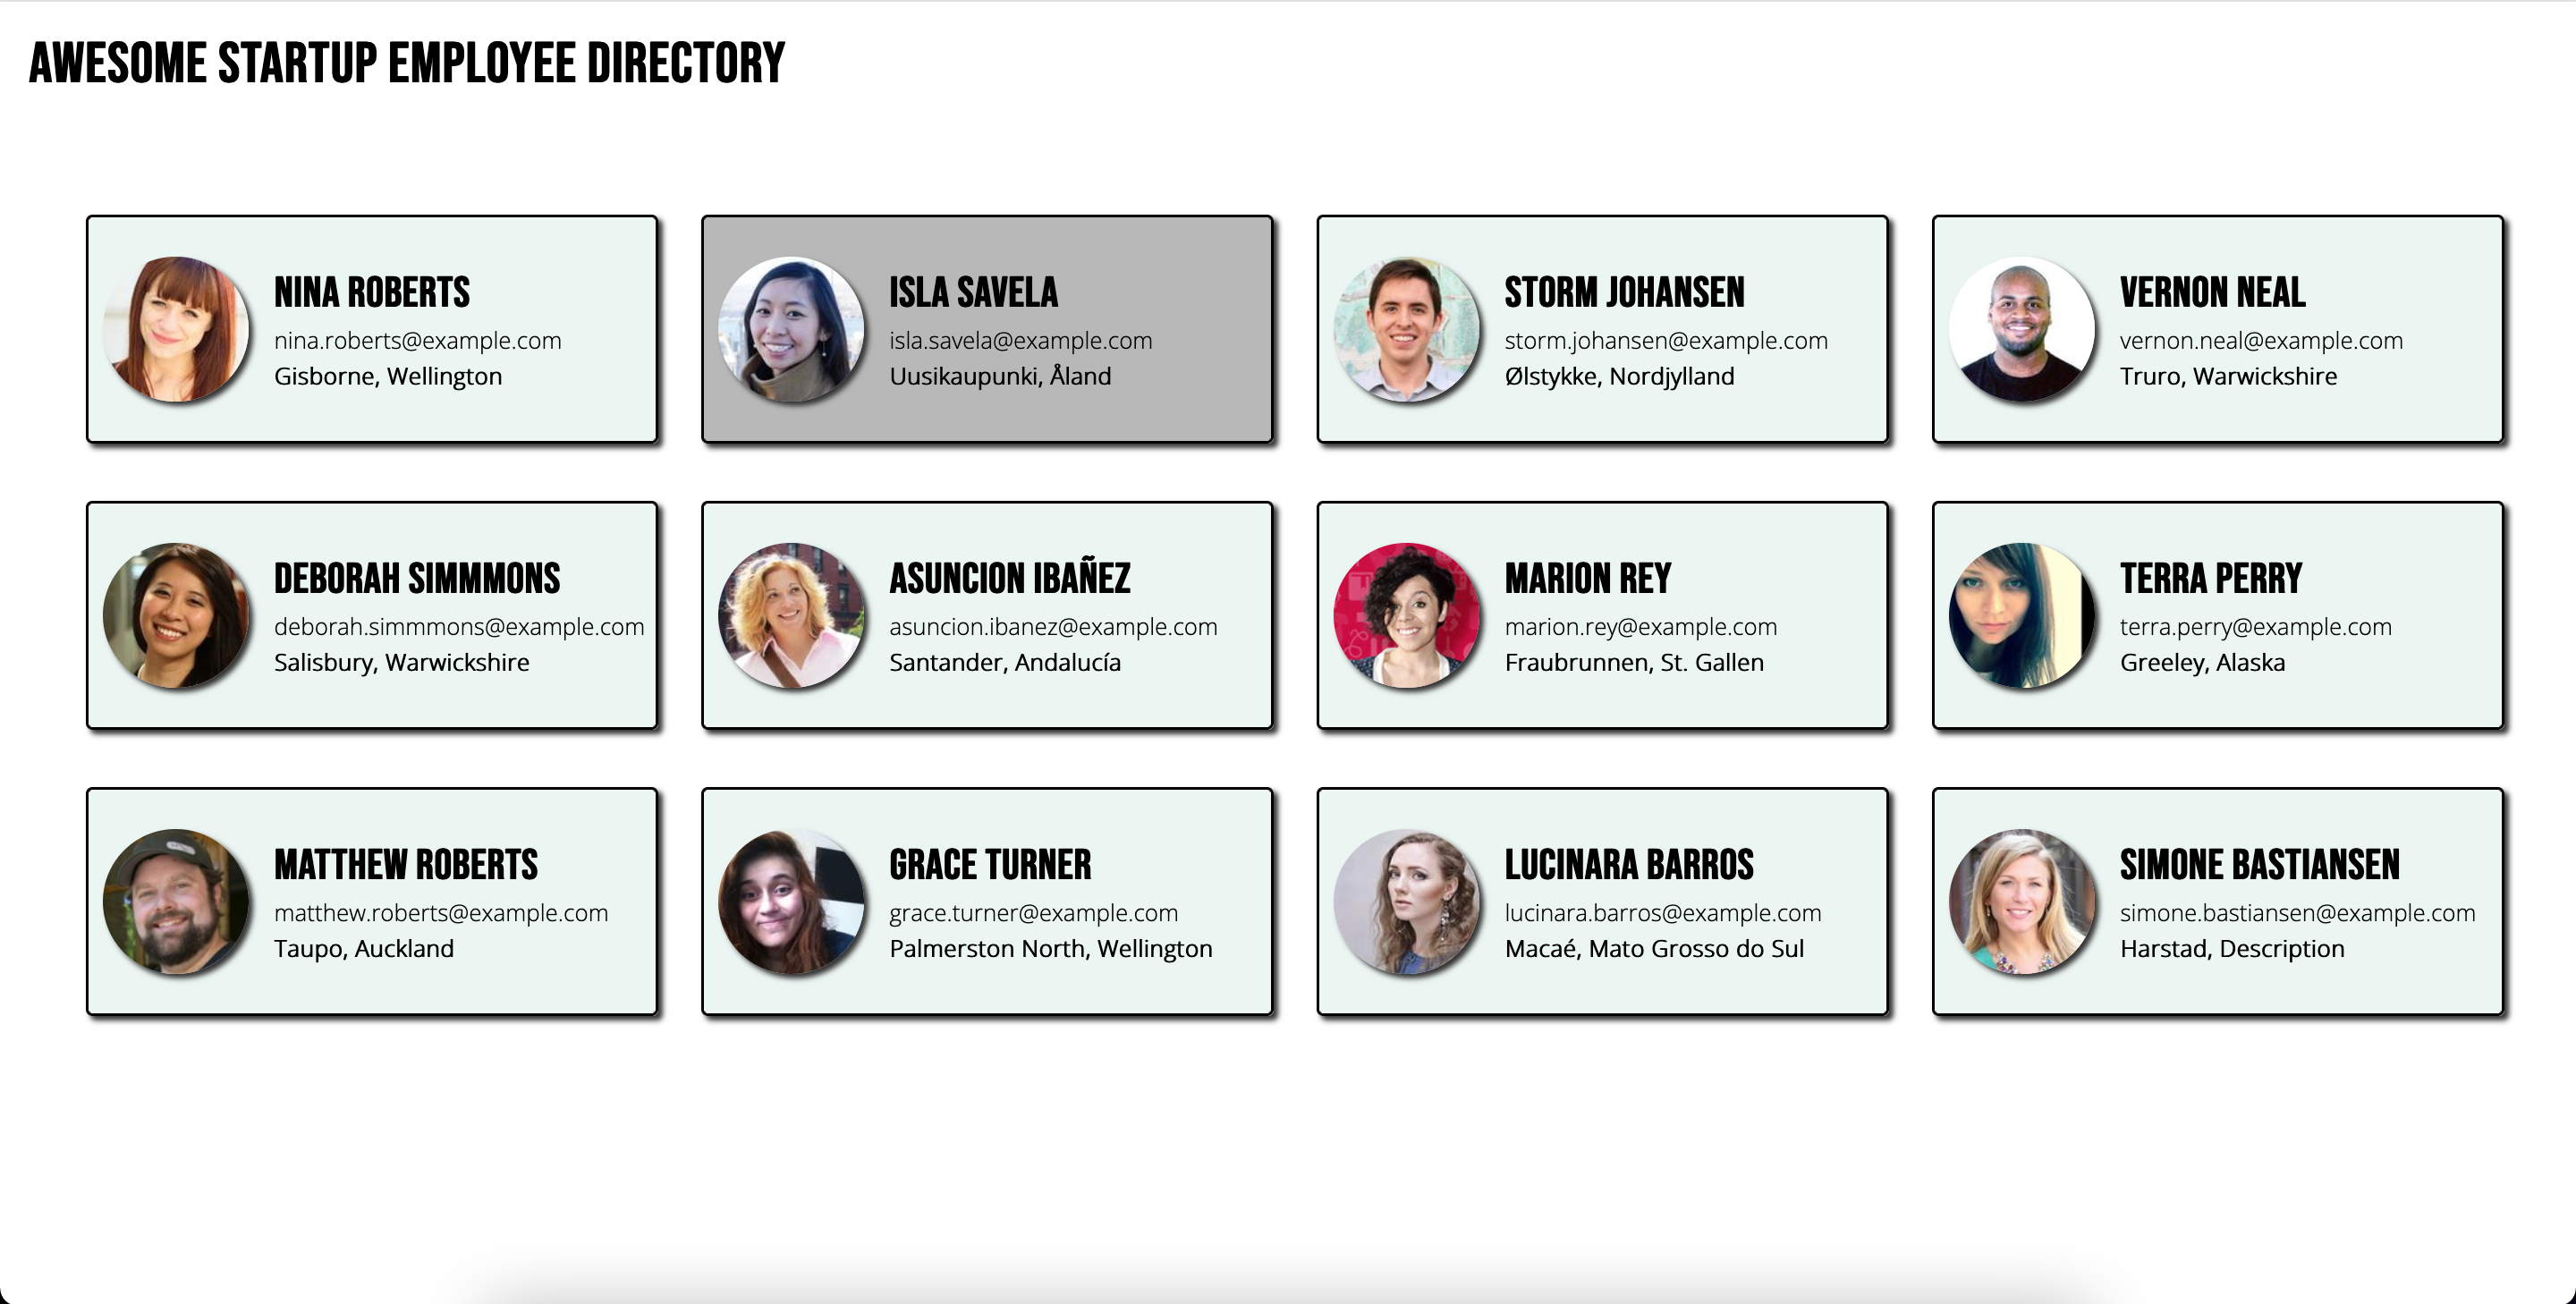 AWESOME STARTUP EMPLOYEE DIRECTORY
NINA ROBERTS
nina.roberts@example.com
Gisborne, Wellington
ISLA SAVELA
isla.savela@example.com
Uusikaupunki, Åland
STORM JOHANSEN
storm.johansen@example.com
Ølstykke, Nordjylland
VERNON NEAL
vernon.neal@example.com
Truro, Warwickshire
DEBORAH SIMMMONS
deborah.simmmons@example.com
Salisbury, Warwickshire
ASUNCION IBAÑEZ
asuncion.ibanez@example.com
Santander, Andalucía
MARION REY
marion.rey@example.com
Fraubrunnen, St. Gallen
TERRA PERRY
terra.perry@example.com
Greeley, Alaska
MATTHEW ROBERTS
matthew.roberts@example.com
Taupo, Auckland
GRACE TURNER
grace.turner@example.com
Palmerston North, Wellington
LUCINARA BARROS
lucinara.barros@example.com
Macaé, Mato Grosso do Sul
SIMONE BASTIANSEN
simone.bastiansen@example.com
Harstad, Description